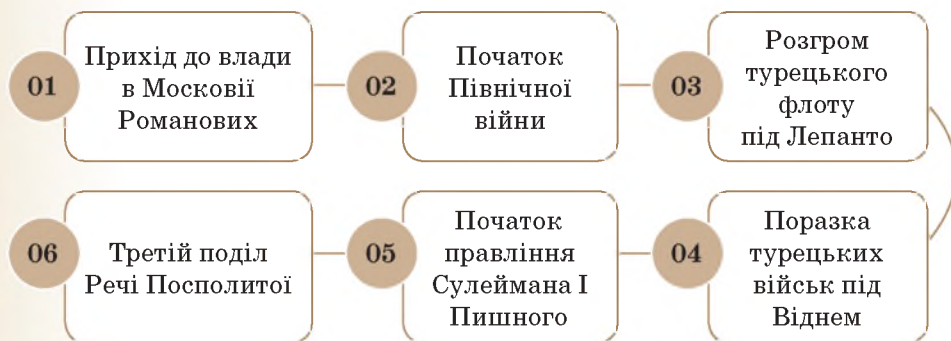 01
Прихід до влади
в Московії
Романових
02
Початок
Північної
війни
03
Розгром
турецького
флоту
під Лепанто
06
Третій поділ
Речі Посполитої
05
Початок
правління
Сулеймана I
Пишного
04
Поразка
турецьких
військ під
Віднем